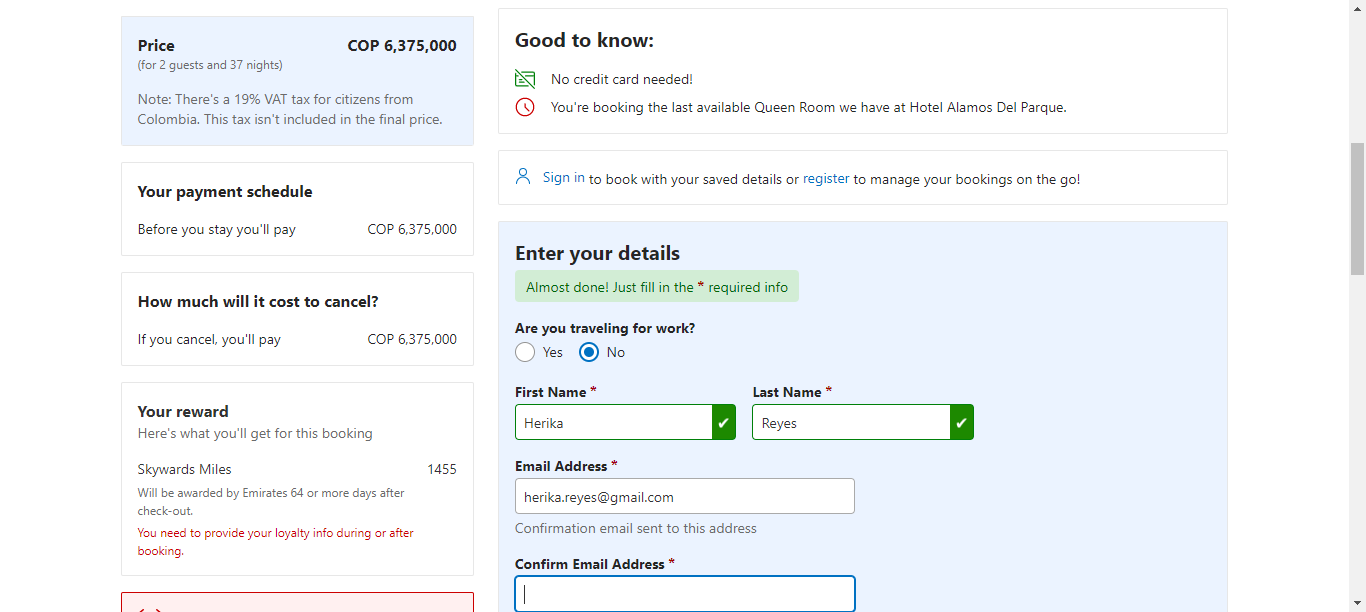 Price COP 6,375,000
(for 2 guests and 37 nights)
Note: There's a 19% VAT tax for citizens from
Colombia. This tax isn't included in the final price.
Your payment schedule
Before you stay you'll pay COP 6,375,000
How much will it cost to cancel?
If you cancel, you'll pay COP 6,375,000
Your reward
Here's what you'll get for this booking
Skywards Miles 1455
Will be awarded by Emirates 64 or more days after
check-out.
You need to provide your loyalty info during or after
booking.
Good to know:
No credit card needed!
You're booking the last available Queen Room we have at Hotel Alamos Del Parque.
Sign in to book with your saved details or register to manage your bookings on the go!
Enter your details
Almost done! Just fill in the * required info
Are you traveling for work?
Yes No
First Name * Last Name *
Herika Reyes
Email Address *
herika.reyes@gmail.com
Confirmation email sent to this address
Confirm Email Address *